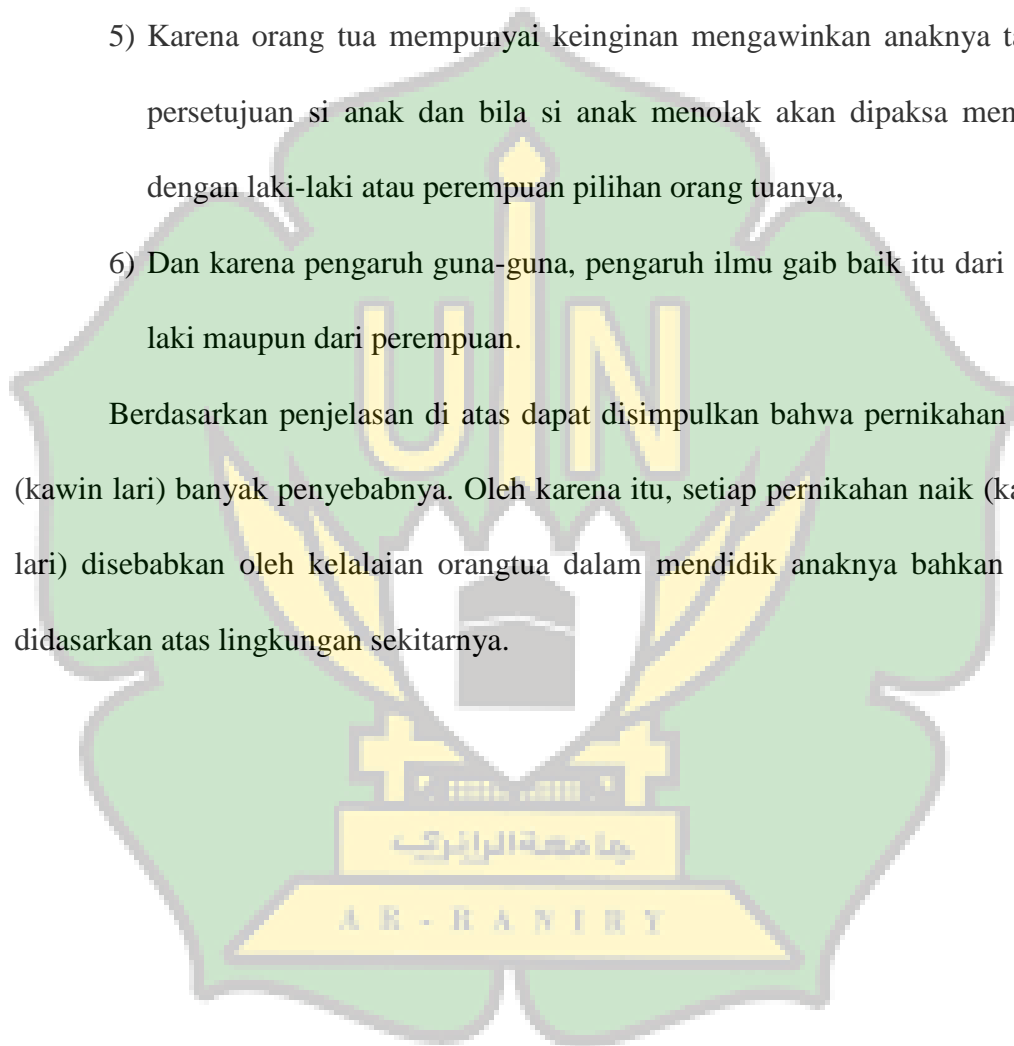 5) Karena orang tua mempunyai keinginan mengawinkan anaknya
persetujuan si anak dan bila si anak menolak akan dipaksa
dengan laki-laki atau perempuan pilihan orang tuanya,
6) Dan karena pengaruh guna-guna, pengaruh ilmu gaib baik itu dari
laki maupun dari perempuan.
Berdasarkan penjelasan di atas dapat disimpulkan bahwa pernikahan
(kawin lari) banyak penyebabnya. Oleh karena itu, setiap pernikahan naik
lari) disebabkan oleh kelalaian orangtua dalam mendidik anaknya bahkan
didasarkan atas lingkungan sekitarnya.
UIN
جامعة الرانيري
AR-RANIRY